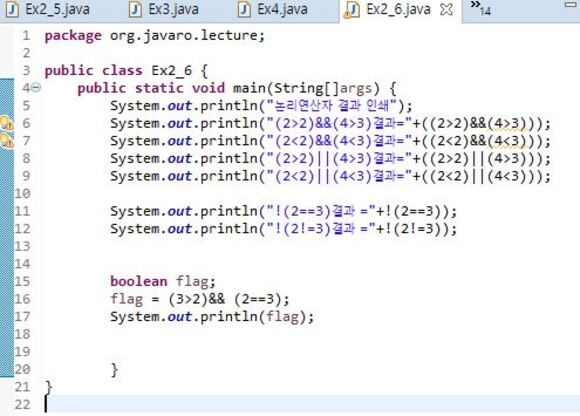 Ex2_5.java Ex3.java Ex4.java Ex2_6.java »14
1 package org.javaro.lecture;
2
3 public class Ex2_6 {
4 public static void main(String[]args) {
5 System.out.println("논리연산자 결과 인쇄");
6 System.out.println("(2>2)&&(4>3)결과="+((2>2)&&(4>3)));
7 System.out.println("(2<2)&&(4>3)결과="+((2<2)&&(4<3)));
8 System.out.println("(2>2)||(4>3)결과="+((2>2)||(4>3)));
9 System.out.println("(2<2)||(4<3)결과="+((2<2)||(4<3)));
10
11 System.out.println("!(2==3)결과 ="+!(2==3));
12 System.out.println("!(2!=3)결과 ="+!(2!=3));
13
14
15 boolean flag;
16 flag = (3>2)&& (2==3);
17 System.out.println(flag);
18
19
20 }
21 }
22